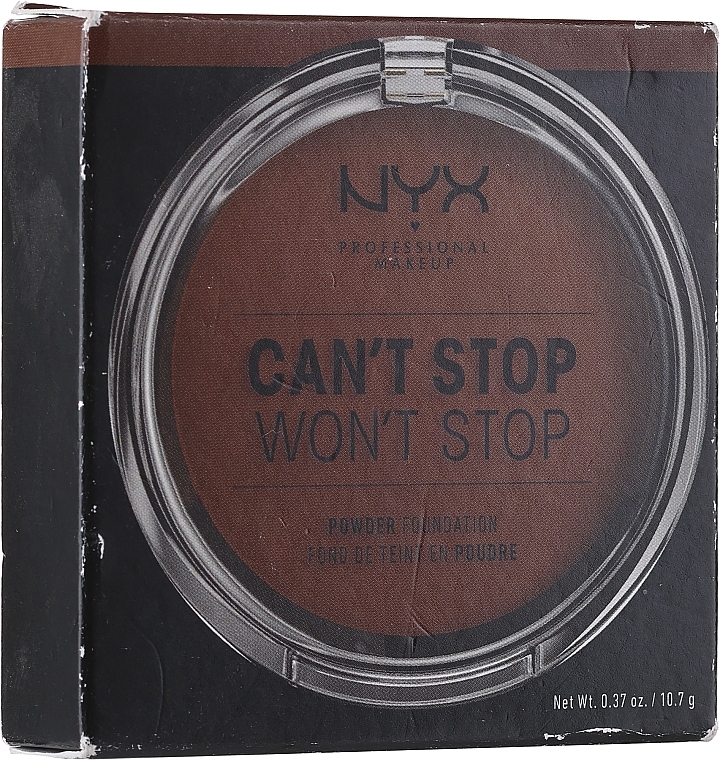 NYX
PROFESSIONAL
MAKEUP
CAN'T STOP
WON'T STOP
POWDER FOUNDATION
FOND DE TEINT EN POUDRE
Net Wt. 0.37 oz. / 10.7 g